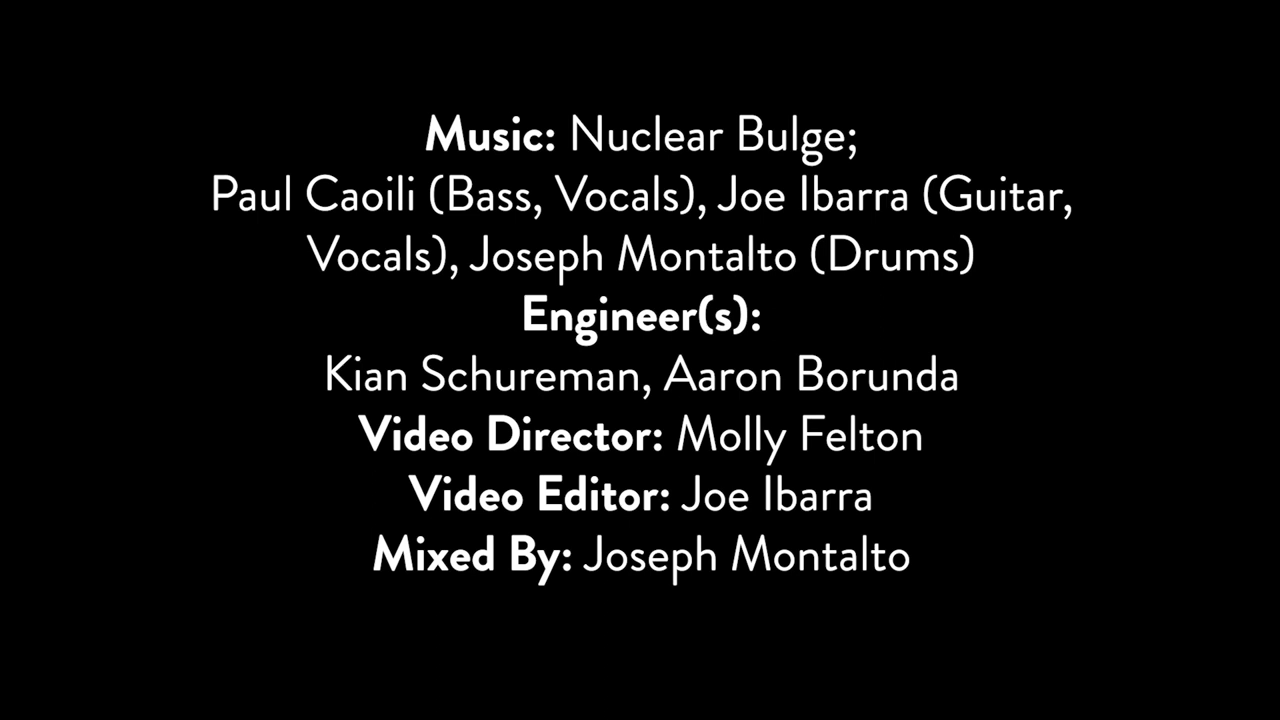 Music: Nuclear Bulge;
Paul Caoili (Bass, Vocals), Joe Ibarra (Guitar,
Vocals), Joseph Montalto (Drums)
Engineer(s):
Kian Schureman, Aaron Borunda
Video Director: Molly Felton
Video Editor: Joe Ibarra
Mixed By: Joseph Montalto